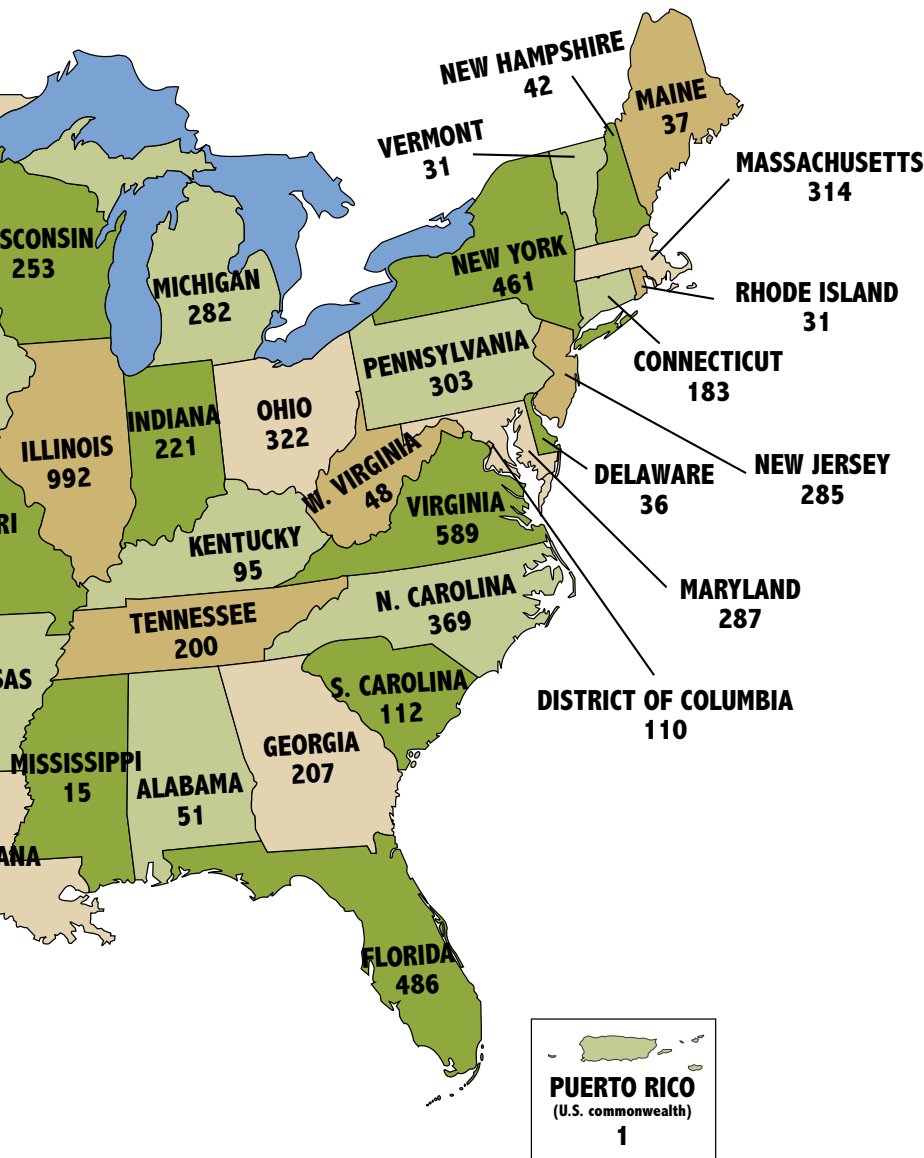 NEW HAMPSHIRE
42
MAINE
37
VERMONT
31
MASSACHUSETTS
314
SCONSIN
253
NEW YORK
461
MICHIGAN
282
RHODE ISLAND
31
CONNECTICUT
183
PENNSYLVANIA
303
OHIO
322
INDIANA
221
ILLINOIS
992
W. VIRGINIA
48
NEW JERSEY
285
DELAWARE
36
VIRGINIA
589
RI
KENTUCKY
95
MARYLAND
287
N. CAROLINA
369
TENNESSEE
200
SAS
S. CAROLINA
112
DISTRICT OF COLUMBIA
110
GEORGIA
207
MISSISSIPPI
15
ALABAMA
51
ANA
FLORIDA
486
PUERTO RICO
(U.S. commonwealth)
1